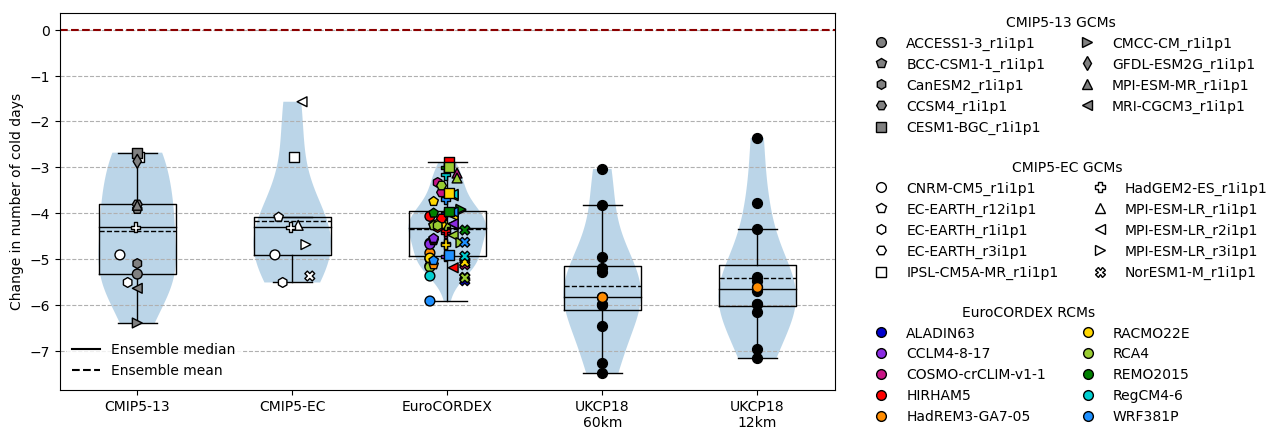 Change in number of cold days
0
−1
−2
−3
−4
−5
−6
−7
Ensemble median
Ensemble mean
CMIP5-13
CMIP5-EC
EuroCORDEX
UKCP18
60km
UKCP18
12km
CMIP5-13 GCMs
ACCESS1-3_r1i1p1
BCC-CSM1-1_r1i1p1
CanESM2_r1i1p1
CCSM4_r1i1p1
CESM1-BGC_r1i1p1
CMCC-CM_r1i1p1
GFDL-ESM2G_r1i1p1
MPI-ESM-MR_r1i1p1
MRI-CGCM3_r1i1p1
CMIP5-EC GCMs
CNRM-CM5_r1i1p1
EC-EARTH_r12i1p1
EC-EARTH_r1i1p1
EC-EARTH_r3i1p1
IPSL-CM5A-MR_r1i1p1
HadGEM2-ES_r1i1p1
MPI-ESM-LR_r1i1p1
MPI-ESM-LR_r2i1p1
MPI-ESM-LR_r3i1p1
NorESM1-M_r1i1p1
EuroCORDEX RCMs
ALADIN63
CCLM4-8-17
COSMO-crCLIM-v1-1
HIRHAM5
HadREM3-GA7-05
RACMO22E
RCA4
REMO2015
RegCM4-6
WRF381P